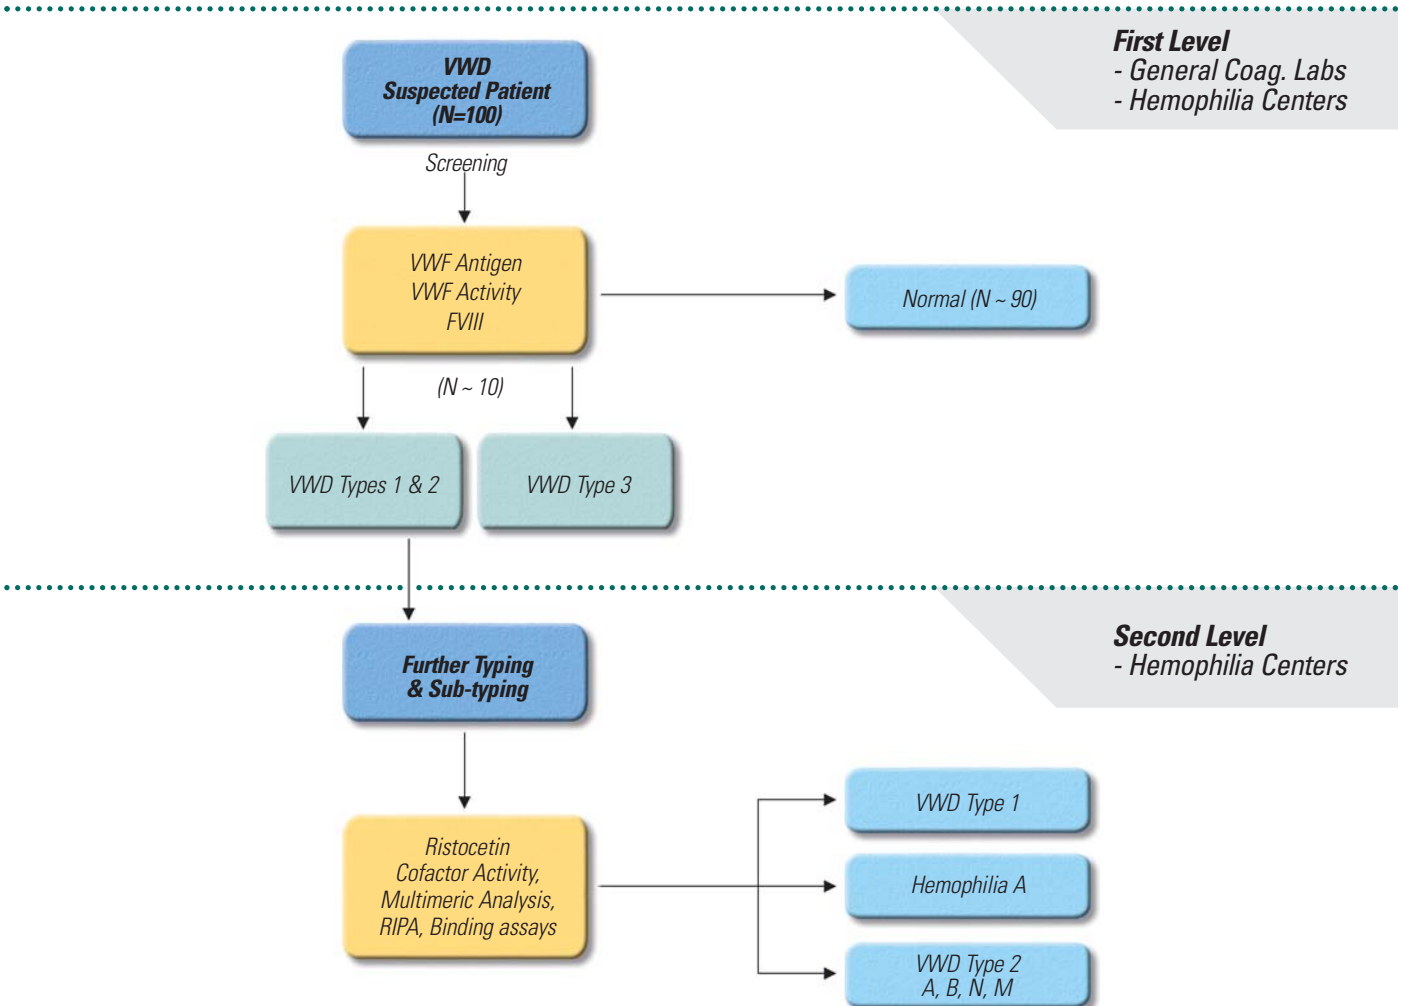 First Level
- General Coag. Labs
- Hemophilia Centers
VWD
Suspected Patient
(N=100)
Screening
VWF Antigen
VWF Activity
FVIII
Normal (N ~ 90)
(N ~ 10)
VWD Types 1 & 2
VWD Type 3
Second Level
- Hemophilia Centers
Further Typing
& Sub-typing
Ristocetin
Cofactor Activity,
Multimeric Analysis,
RIPA, Binding assays
VWD Type 1
Hemophilia A
VWD Type 2
A, B, N, M